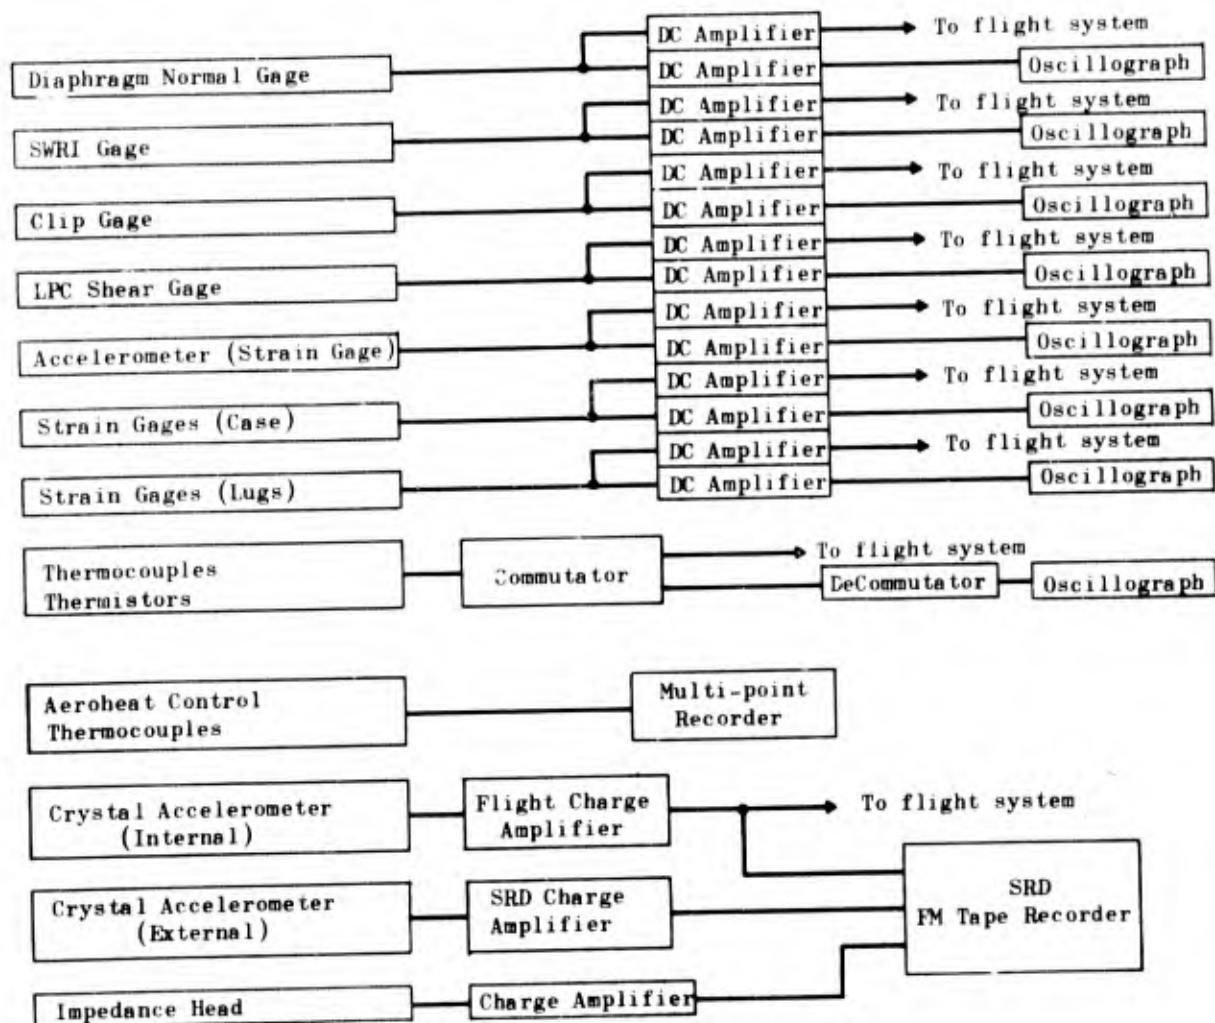 DC Amplifier To flight system
Diaphragm Normal Gage DC Amplifier Oscillograph
DC Amplifier To flight system
SWRI Gage DC Amplifier Oscillograph
DC Amplifier To flight system
Clip Gage DC Amplifier Oscillograph
DC Amplifier To flight system
LPC Shear Gage DC Amplifier Oscillograph
DC Amplifier To flight system
Accelerometer (Strain Gage) DC Amplifier Oscillograph
DC Amplifier To flight system
Strain Gages (Case) DC Amplifier Oscillograph
DC Amplifier To flight system
Strain Gages (Lugs) DC Amplifier Oscillograph
To flight system
Thermocouples Commutator DeCommutator Oscillograph
Thermistors
Aeroheat Control Multi-point
Thermocouples Recorder
Crystal Accelerometer Flight Charge To flight system
(Internal) Amplifier
Crystal Accelerometer SRD Charge SRD
(External) Amplifier FM Tape Recorder
Impedance Head Charge Amplifier